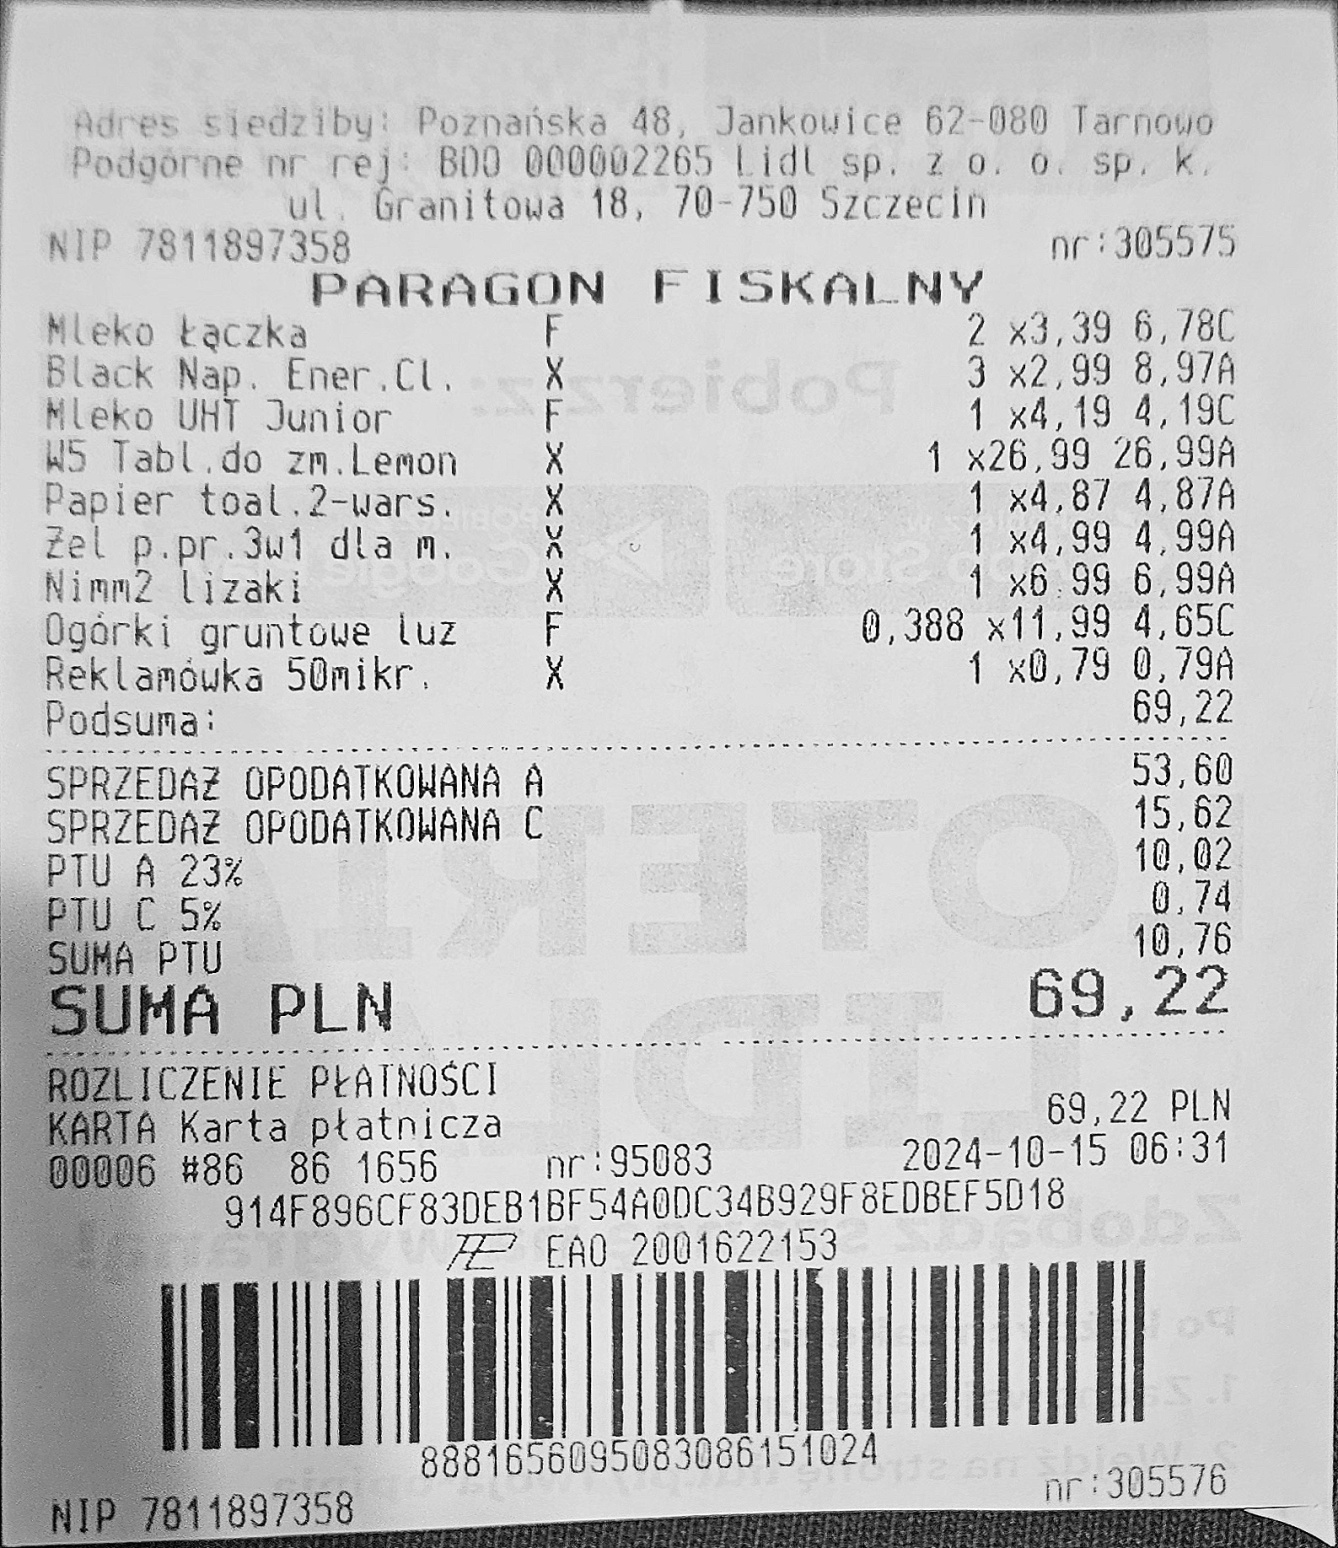 Adres siedziby: Poznańska 48, Jankowice 62-080 Tarnowo
Podgórne nr rej: BDO 000002265 Lidl sp. z o. o. sp. k.
ul. Granitowa 18, 70-750 Szczecin
NIP 7811897358 nr:305575
PARAGON FISKALNY
Mleko Łączka F 2 x3,39 6,78C
Black Nap. Ener.Cl. X 3 x2,99 8,97A
Mleko UHT Junior F 1 x4,19 4,19C
W5 Tabl.do zm.Lemon X 1 x26,99 26,99A
Papier toal.2-wars. X 1 x4,87 4,87A
Żel p.pr.3w1 dla m. X 1 x4,99 4,99A
Nimm2 lizaki X 1 x6,99 6,99A
Ogórki gruntowe luz F 0,388 x11,99 4,65C
Reklamówka 50mikr. X 1 x0,79 0,79A
Podsuma: 69,22
SPRZEDAŻ OPODATKOWANA A 53,60
SPRZEDAŻ OPODATKOWANA C 15,62
PTU A 23% 10,02
PTU C 5% 0,74
SUMA PTU 10,76
SUMA PLN 69,22
ROZLICZENIE PŁATNOŚCI
KARTA Karta płatnicza 69,22 PLN
00006 #86 86 1656 nr:95083 2024-10-15 06:31
914F896CF83DEB1BF54A0DC34B929F8EDBEF5D18
EAO 2001622153
8881656095083086151024
NIP 7811897358 nr:305576